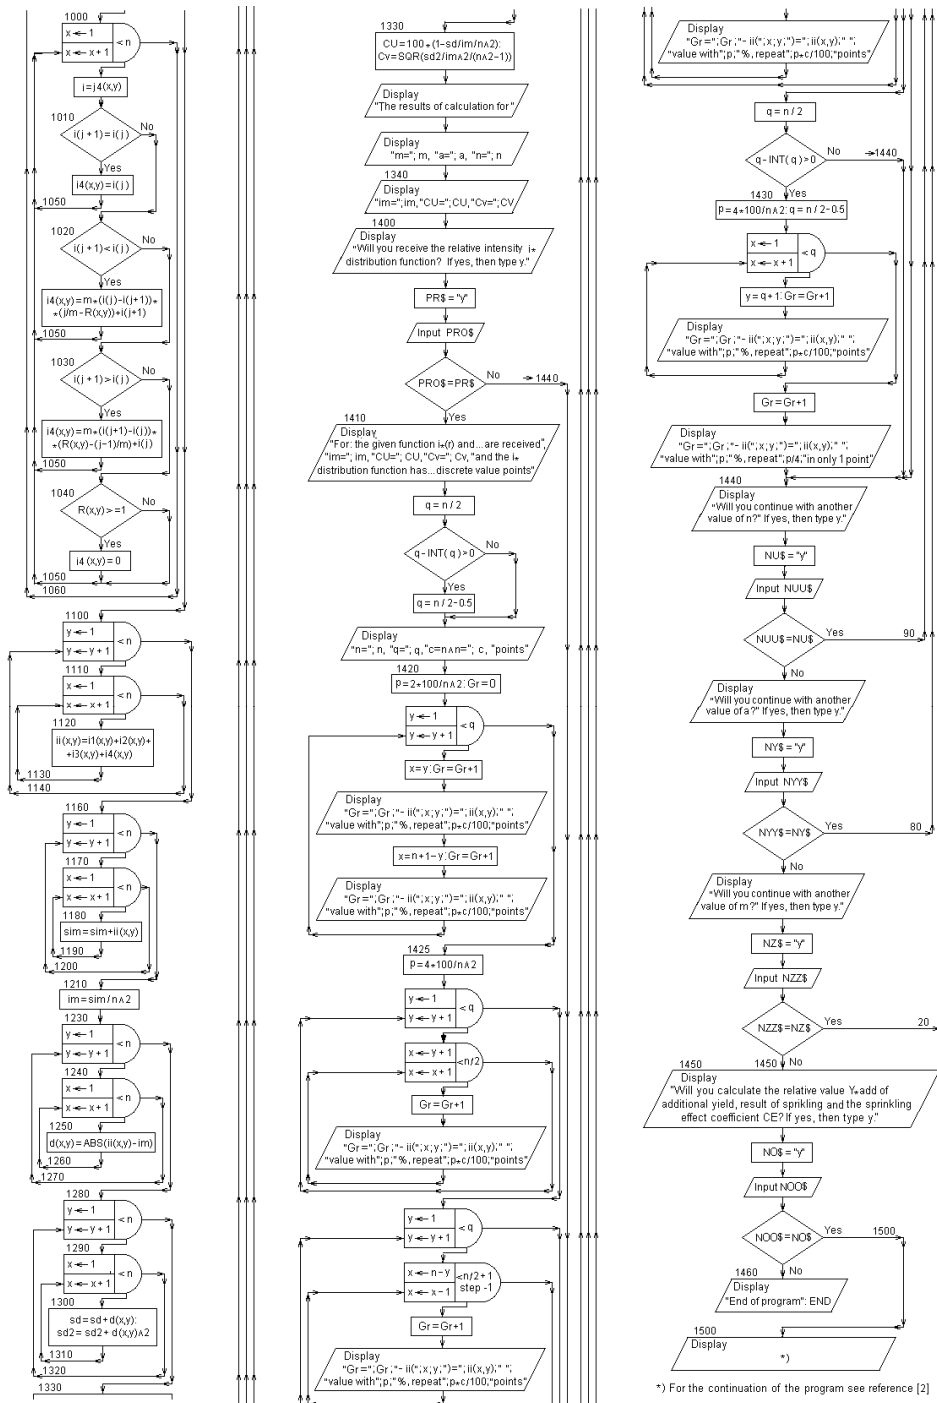 1000
x ← 1
x ← x + 1
< n
j=j4(x,y)
1010
i(j+1)=i(j)
No
Yes
i4(x,y)=i(j)
1050
1020
i(j+1)<i(j)
No
Yes
i4(x,y)=m*(i(j)-i(j+1))*
*(j/m-R(x,y))+i(j+1)
1050
1030
i(j+1)>i(j)
No
Yes
i4(x,y)=m*(i(j+1)-i(j))*
*(R(x,y)-(j-1)/m)+i(j)
1050
1040
R(x,y)>=1
No
Yes
i4(x,y)=0
1050
1060
1100
y ← 1
y ← y + 1
< n
1110
x ← 1
x ← x + 1
< n
1120
ii(x,y)=i1(x,y)+i2(x,y)+
+i3(x,y)+i4(x,y)
1130
1140
1160
y ← 1
y ← y + 1
< n
1170
x ← 1
x ← x + 1
< n
1180
sim=sim+ii(x,y)
1190
1200
1210
im=sim/n∧2
1230
y ← 1
y ← y + 1
< n
1240
x ← 1
x ← x + 1
< n
1250
d(x,y)=ABS(ii(x,y)-im)
1260
1270
1280
y ← 1
y ← y + 1
< n
1290
x ← 1
x ← x + 1
< n
1300
sd=sd+d(x,y):
sd2=sd2+d(x,y)∧2
1310
1320
1330
1330
CU=100*(1-sd/im/n∧2):
Cv=SQR(sd2/im∧2/(n∧2-1))
Display
"The results of calculation for"
Display
"m="; m, "a="; a, "n="; n
1340
"im=";im,"CU=";CU,"Cv=";CV
1400
Display
"Will you receive the relative intensity i*
distribution function? If yes, then type y."
PR$="y"
Input PRO$
PRO$=PR$
No
→1440
Yes
1410
Display
"For: the given function i*(r) and...are received",
"im="; im, "CU="; CU, "Cv="; Cv, "and the i*
distribution function has... discrete value points"
q=n/2
q-INT(q)>0
No
Yes
q=n/2-0.5
Display
"n="; n, "q="; q, "c=n∧n="; c, "points"
1420
p=2*100/n∧2:Gr=0
y ← 1
y ← y + 1
< q
x=y:Gr=Gr+1
Display
"Gr=";Gr;"- ii(";x;y;")=";ii(x,y);" ";
"value with";p;"%, repeat";p*c/100;"points
x=n+1-y:Gr=Gr+1
Display
"Gr=";Gr;"- ii(";x;y;")=";ii(x,y);" ";
"value with";p;"%, repeat";p*c/100;"points
1425
p=4*100/n∧2
y ← 1
y ← y + 1
< q
x ← y + 1
x ← x + 1
<n/2
Gr=Gr+1
Display
"Gr=";Gr;"- ii(";x;y;")=";ii(x,y);" ";
"value with";p;"%, repeat";p*c/100;"points
y ← 1
y ← y + 1
< q
x ← n-y
x ← x - 1
<n/2+1
step -1
Gr=Gr+1
Display
"Gr=";Gr;"- ii(";x;y;")=";ii(x,y);" ";
"value with";p;"%, repeat";p*c/100;"points
Display
"Gr=";Gr;"- ii(";x;y;")=";ii(x,y);" ";
"value with";p;"%, repeat";p*c/100;"points
q=n/2
q-INT(q)>0
No
→1440
Yes
1430
p=4*100/n∧2:q=n/2-0.5
x ← 1
x ← x + 1
< q
y=q+1:Gr=Gr+1
Display
"Gr=";Gr;"- ii(";x;y;")=";ii(x,y);" ";
"value with";p;"%, repeat";p*c/100;"points
Gr=Gr+1
Display
"Gr=";Gr;"- ii(";x;y;")=";ii(x,y);" ";
"value with";p;"%, repeat";p/4;"in only 1 point"
1440
Display
"Will you continue with another
value of n?" If yes, then type y."
NU$="y"
Input NUU$
NUU$=NU$
Yes
90
No
Display
"Will you continue with another
value of a?" If yes, then type y."
NY$="y"
Input NYY$
NYY$=NY$
Yes
80
No
Display
"Will you continue with another
value of m?" If yes, then type y."
NZ$="y"
Input NZZ$
NZZ$=NZ$
Yes
20
No
1450
1450
Display
"Will you calculate the relative value Y*add of
additional yield, result of sprikling and the sprinkling
effect coefficient CE? If yes, then type y."
NO$="y"
Input NOO$
NOO$=NO$
Yes
1500
No
1460
Display
"End of program": END
1500
Display
*)
*) For the continuation of the program see reference [2]